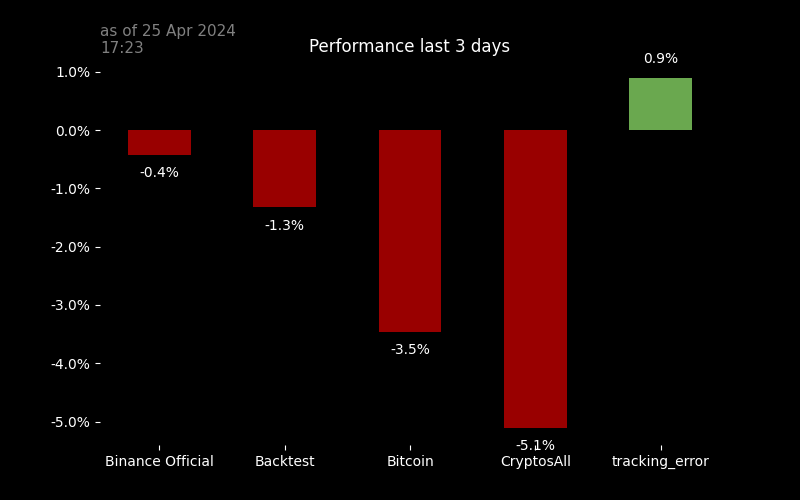 as of 25 Apr 2024
17:23
Performance last 3 days
0.9%
1.0%
0.0%
-0.4%
-1.0%
-1.3%
-2.0%
-3.0%
-3.5%
-4.0%
-5.0%
-5.1%
Binance Official
Backtest
Bitcoin
CryptosAll
tracking_error